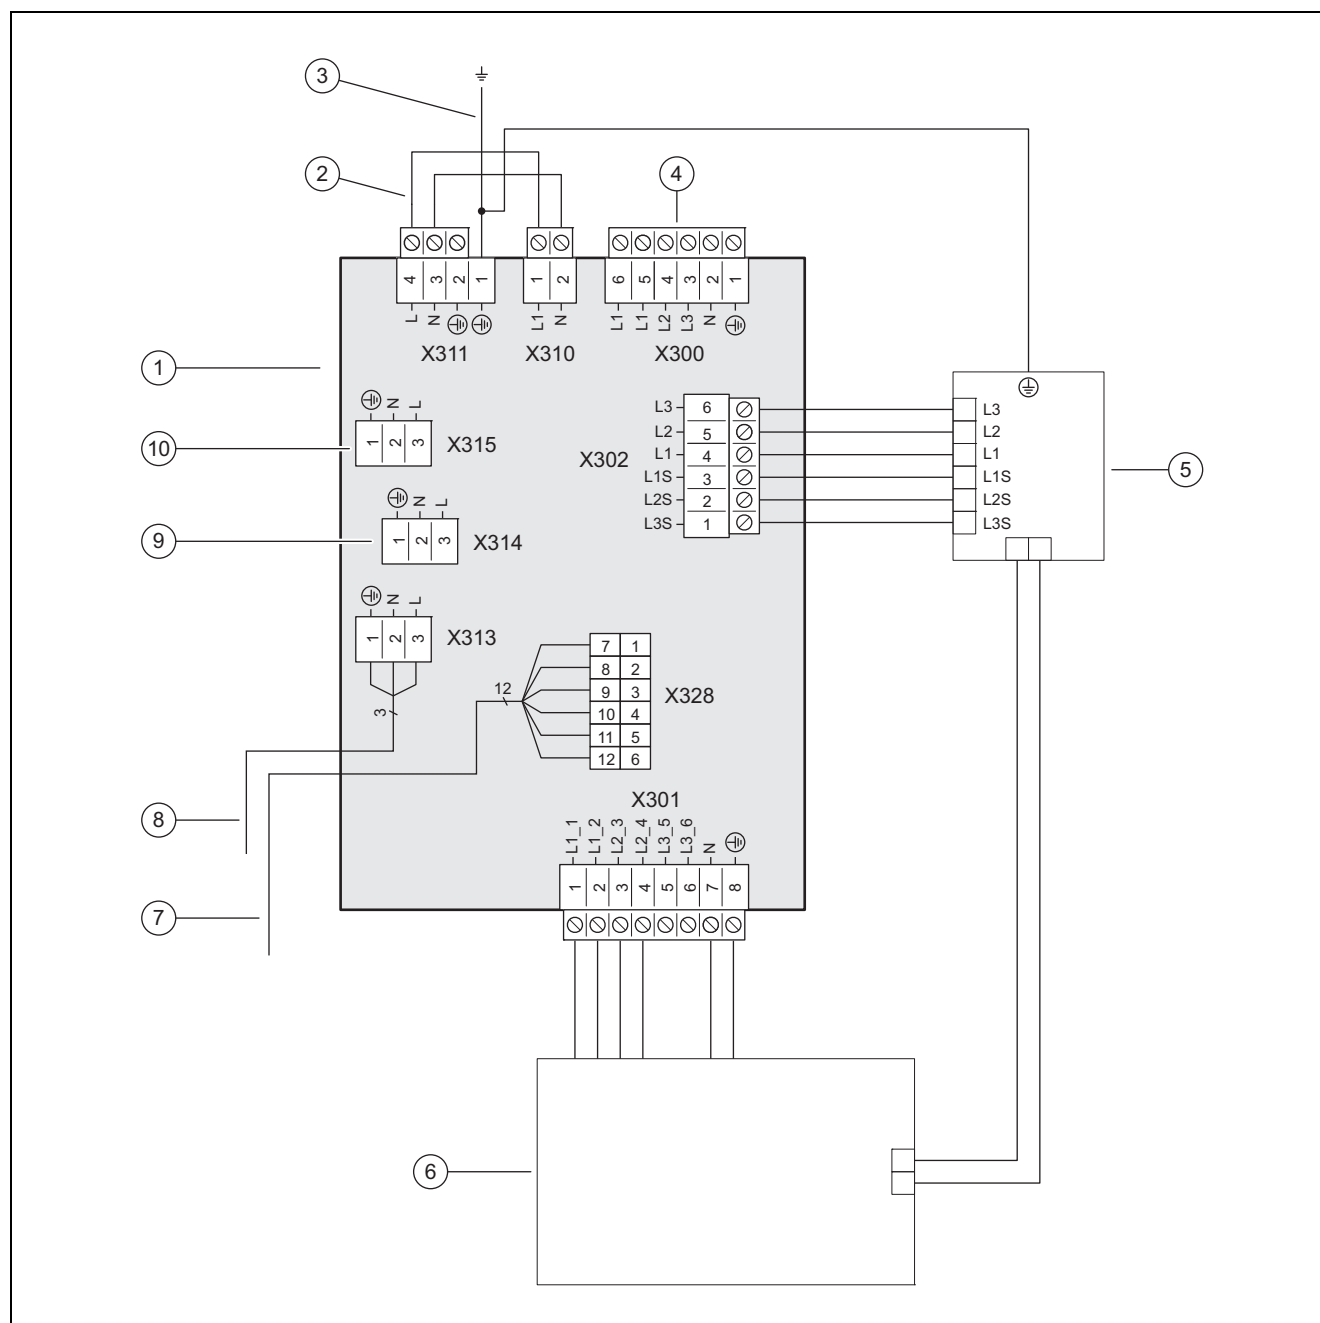 3
2
4
4 3 2 1
1 2
6 5 4 3 2 1
L N
L1 N
L1 L1 L2 L3 N
X311
X310
X300
1
N L
1 2 3
X315
10
L3 6
L2 5
L1 4
L1S 3
L2S 2
L3S 1
X302
L3
L2
L1
L1S
L2S
L3S
5
N L
1 2 3
X314
9
N L
1 2 3
X313
3
12
7 1
8 2
9 3
10 4
11 5
12 6
X328
8
7
X301
L1_1 L1_2 L2_3 L2_4 L3_5 L3_6 N
1 2 3 4 5 6 7 8
6